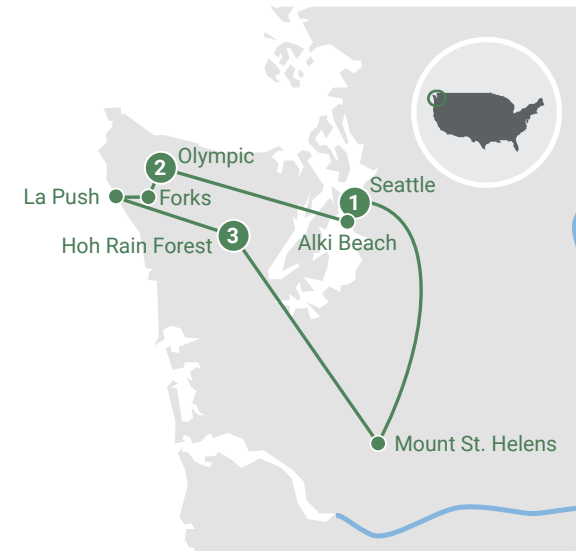 Olympic
2
Seattle
1
La Push
Forks
Hoh Rain Forest
3
Alki Beach
Mount St. Helens